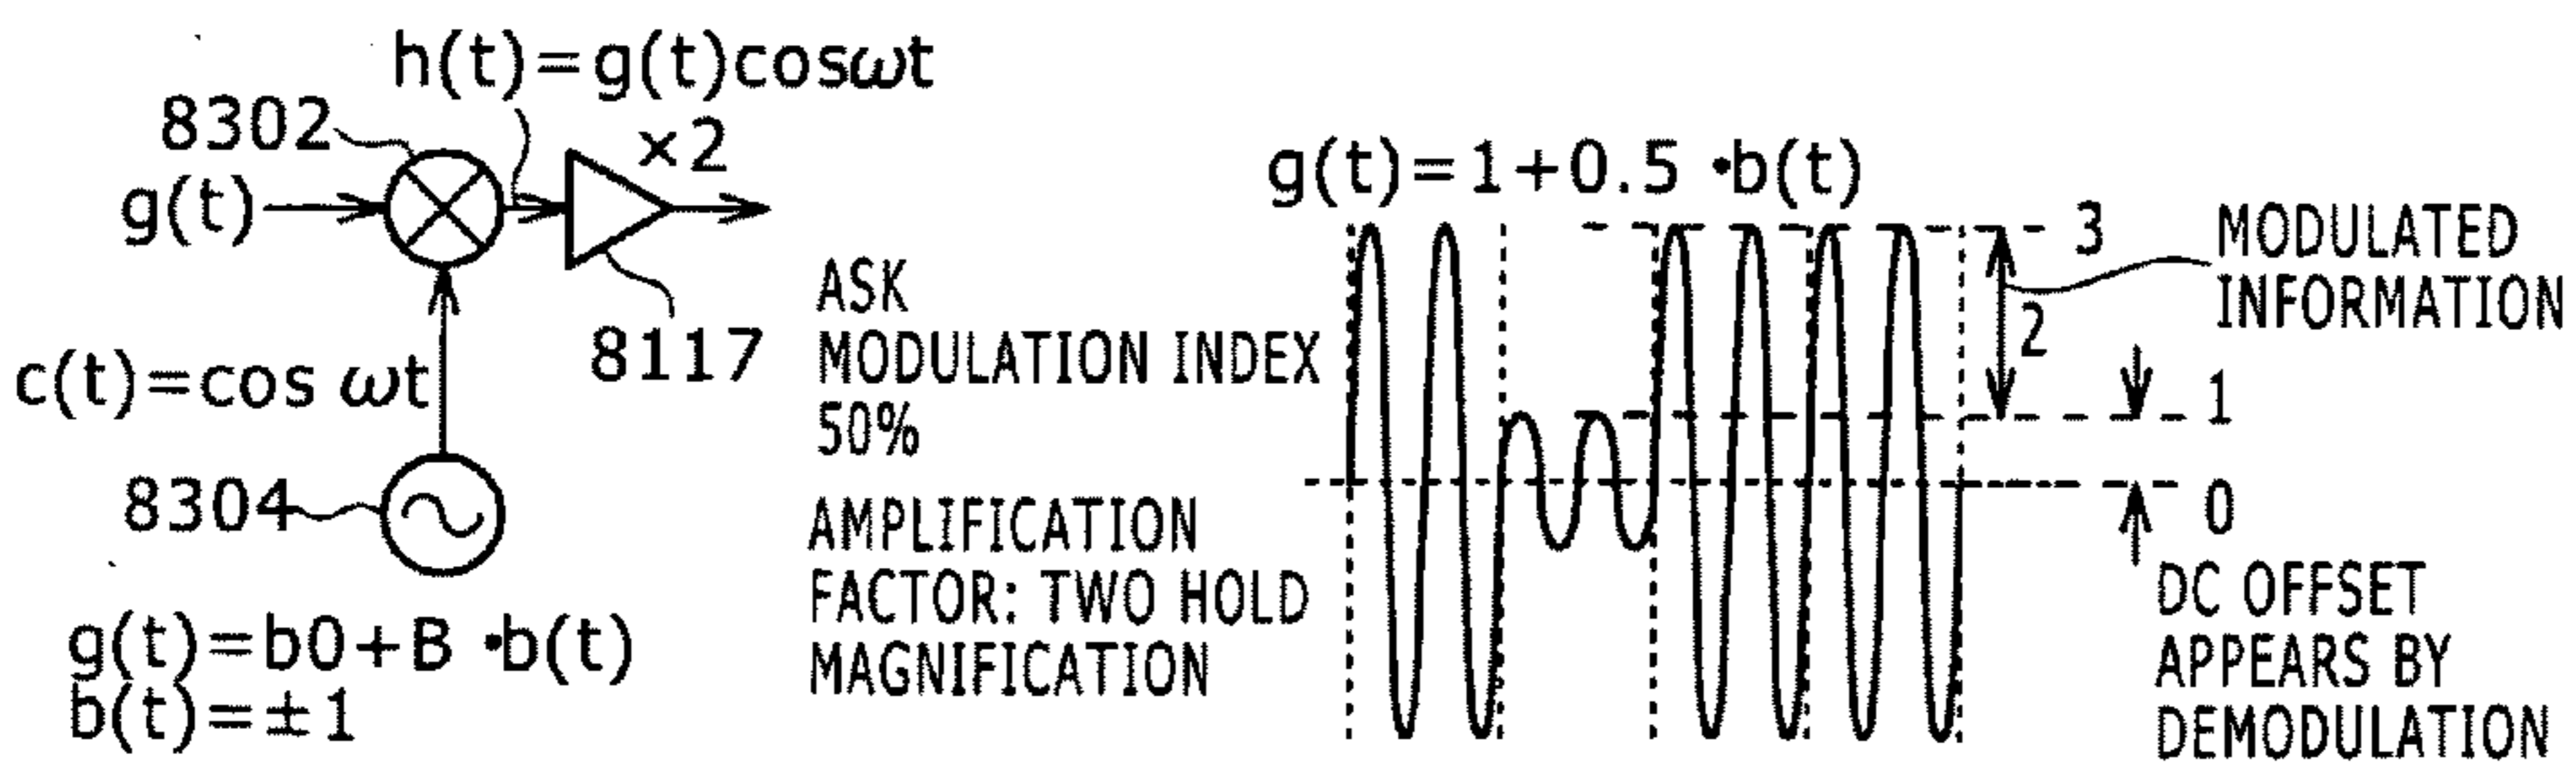 h(t)=g(t)cosωt
8302
×2
g(t)
8117
c(t)=cos ωt
8304
g(t)=b0+B •b(t)
b(t)=±1
ASK
MODULATION INDEX
50%
AMPLIFICATION
FACTOR: TWO HOLD
MAGNIFICATION
g(t)=1+0.5 •b(t)
3
MODULATED
INFORMATION
2
1
0
DC OFFSET
APPEARS BY
DEMODULATION